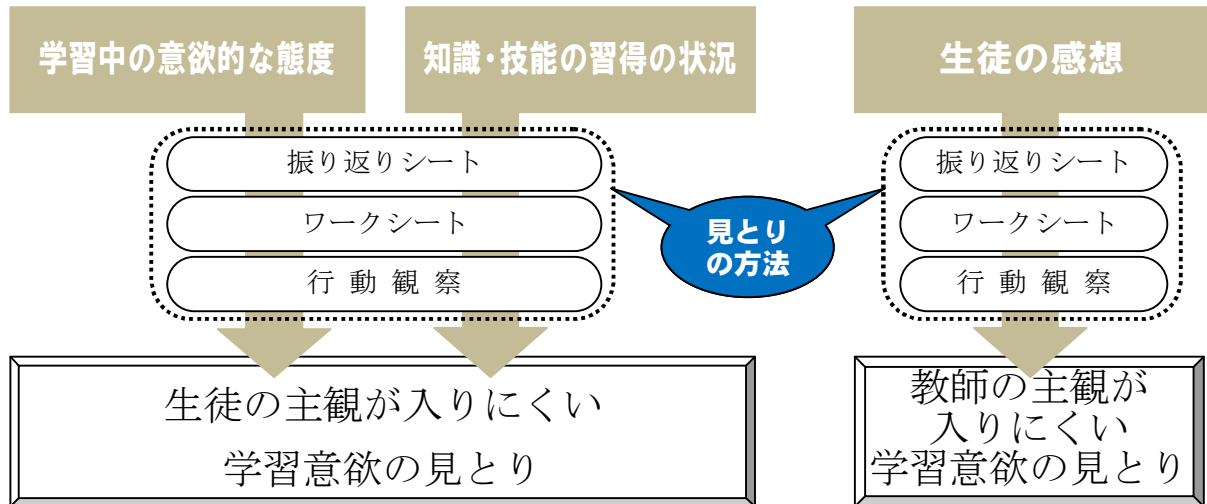 学習中の意欲的な態度
知識・技能の習得の状況
生徒の感想
振り返りシート
ワークシート
行動観察
見とり
の方法
振り返りシート
ワークシート
行動観察
生徒の主観が入りにくい
学習意欲の見とり
教師の主観が
入りにくい
学習意欲の見とり